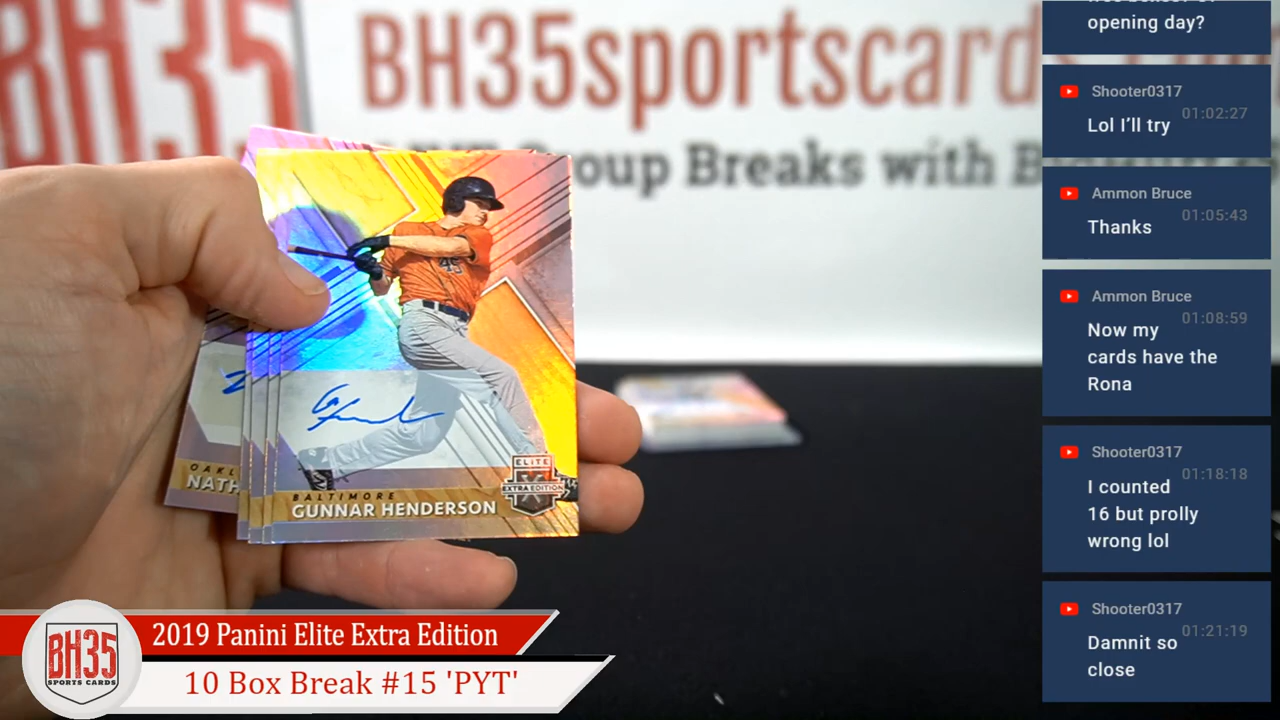 BH35
BH35sportscard
oup Breaks with B
OAKL
NATH
BALTIMORE
GUNNAR HENDERSON
ELITE
X
EXTRA EDITION
BH35
SPORTS CARDS
2019 Panini Elite Extra Edition
10 Box Break #15 'PYT'
opening day?
Shooter0317
01:02:27
Lol I'll try
Ammon Bruce
01:05:43
Thanks
Ammon Bruce
01:08:59
Now my
cards have the
Rona
Shooter0317
01:18:18
I counted
16 but prolly
wrong lol
Shooter0317
01:21:19
Damnit so
close